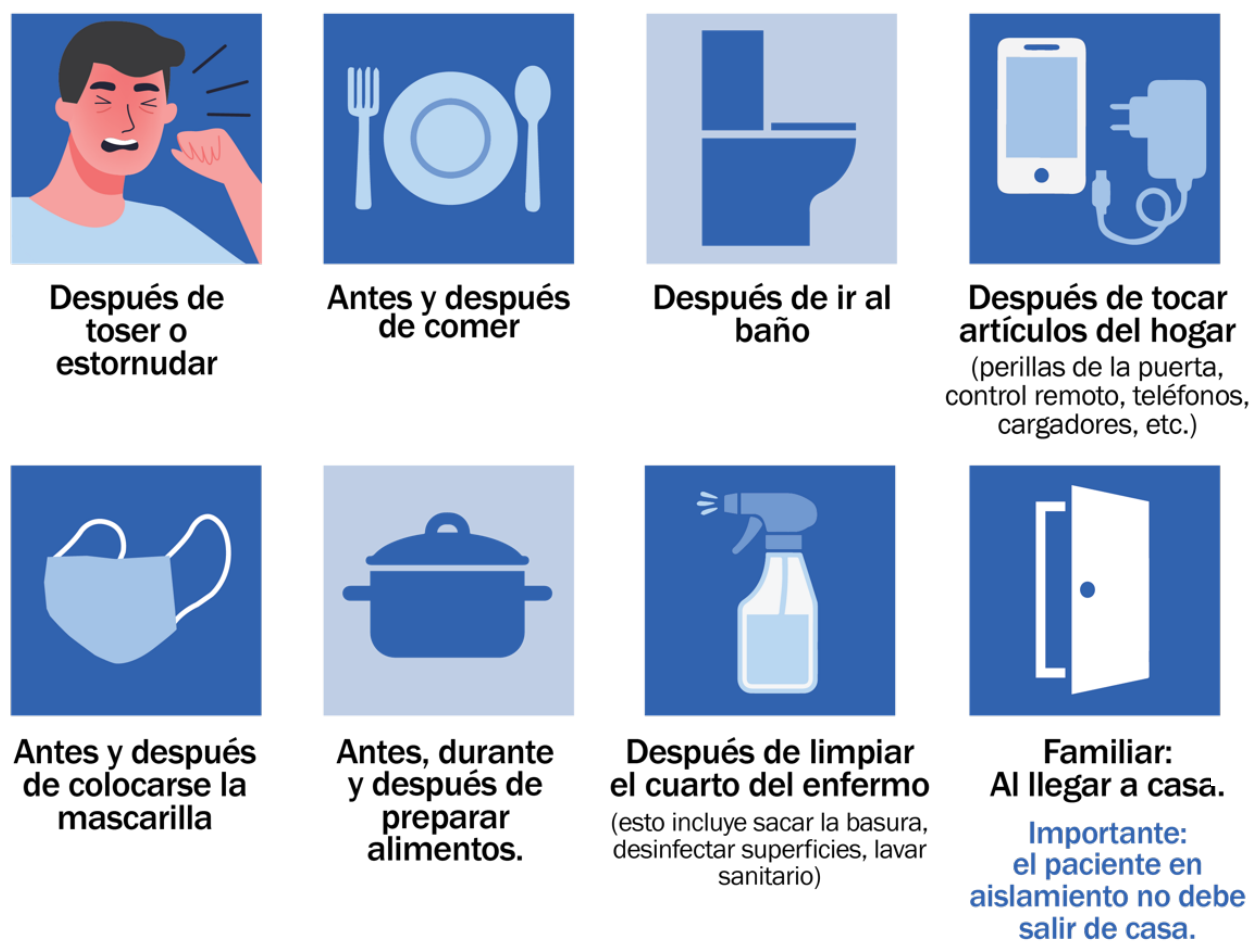 Después de
toser o
estornudar
Antes y después
de comer
Después de ir al
baño
Después de tocar
artículos del hogar
(perillas de la puerta,
control remoto, teléfonos,
cargadores, etc.)
Antes y después
de colocarse la
mascarilla
Antes, durante
y después de
preparar
alimentos.
Después de limpiar
el cuarto del enfermo
(esto incluye sacar la basura,
desinfectar superficies, lavar
sanitario)
Familiar:
Al llegar a casa.
Importante:
el paciente en
aislamiento no debe
salir de casa.